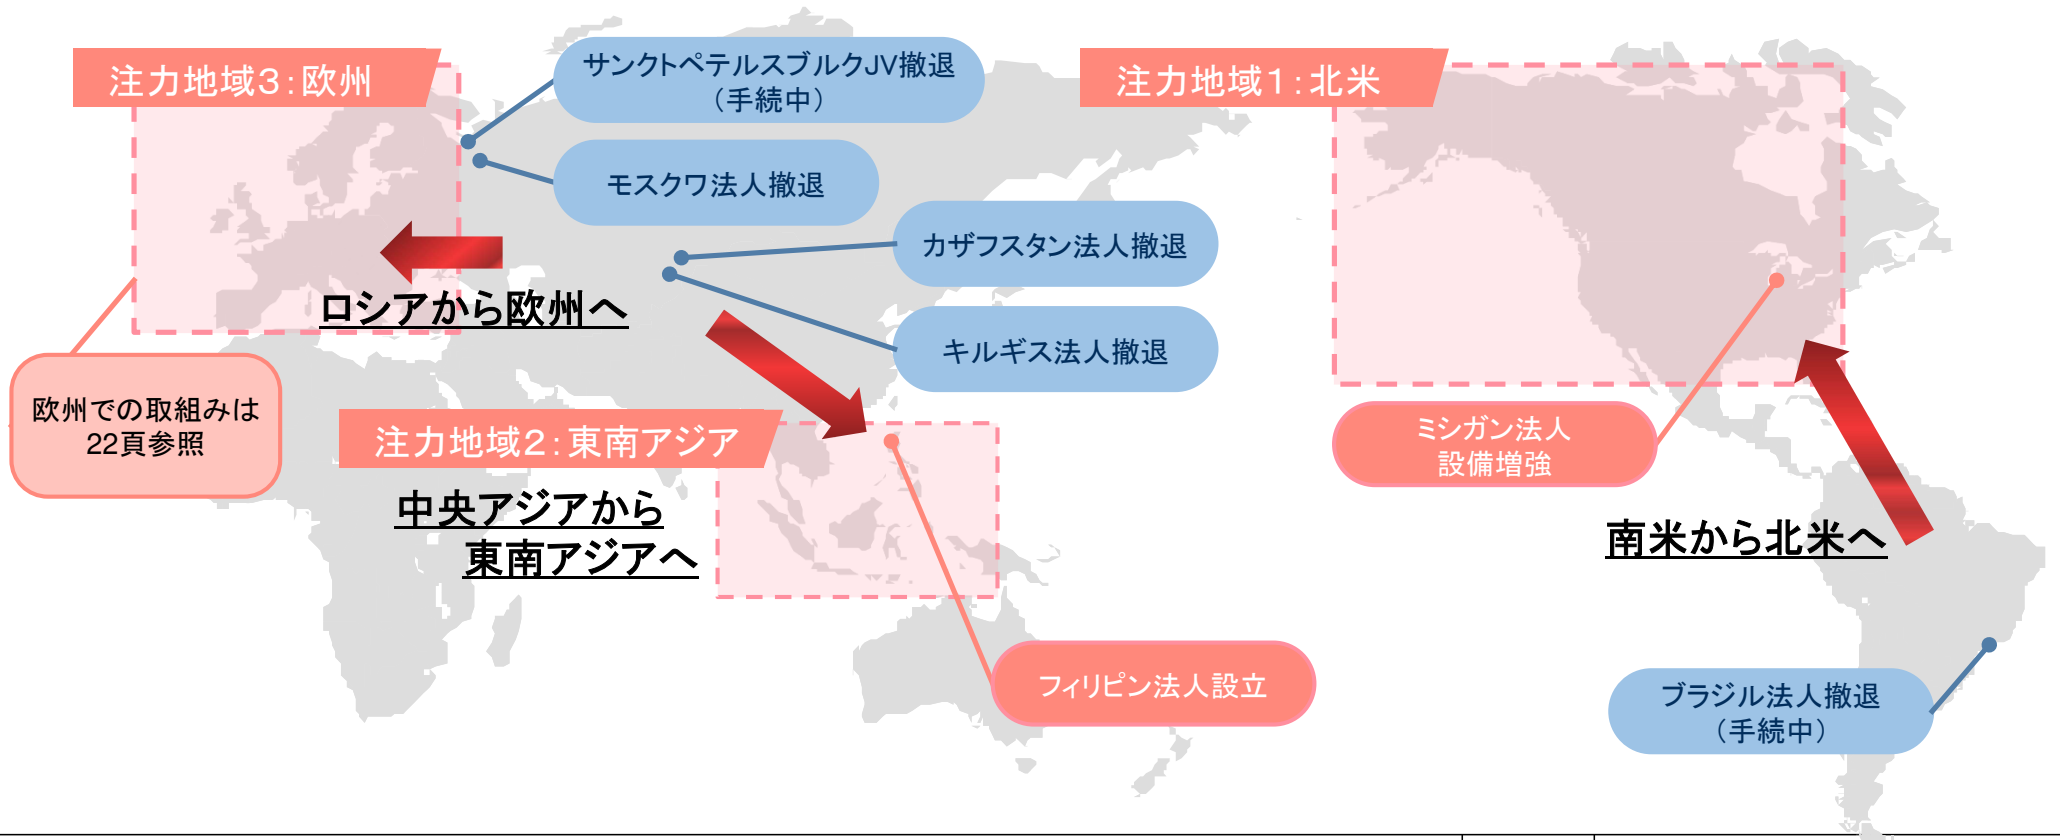 注力地域3：欧州
サンクトペテルスブルクJV撤退
（手続中）
モスクワ法人撤退
カザフスタン法人撤退
キルギス法人撤退
ロシアから欧州へ
欧州での取組みは
22頁参照
注力地域2：東南アジア
中央アジアから
東南アジアへ
フィリピン法人設立
注力地域1：北米
ミシガン法人
設備増強
南米から北米へ
ブラジル法人撤退
（手続中）